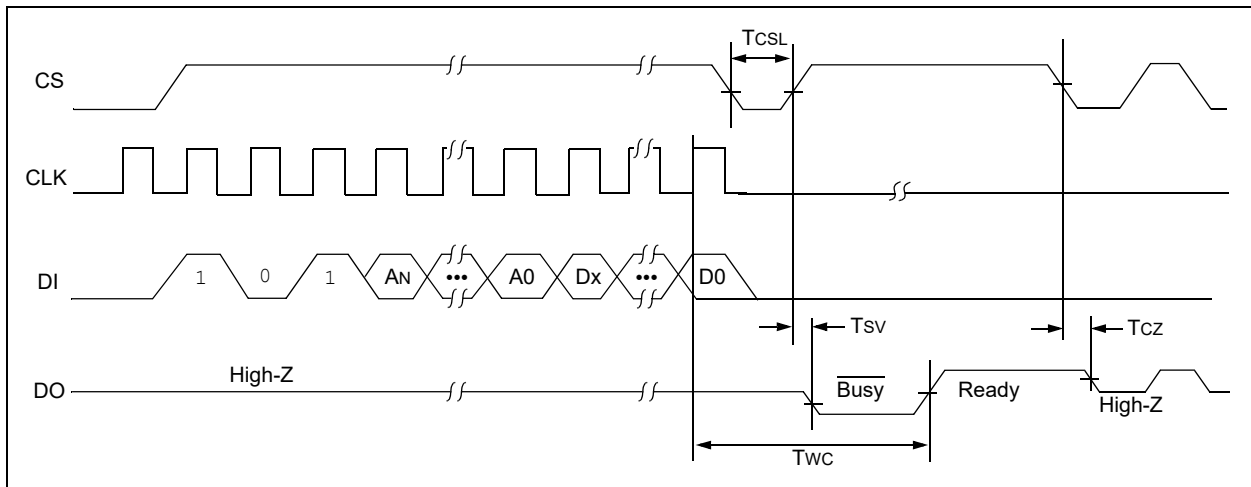 TCSL
CS
CLK
DI 1 0 1 AN ••• A0 Dx ••• D0
TSV TCZ
DO High-Z Busy Ready High-Z
TWC